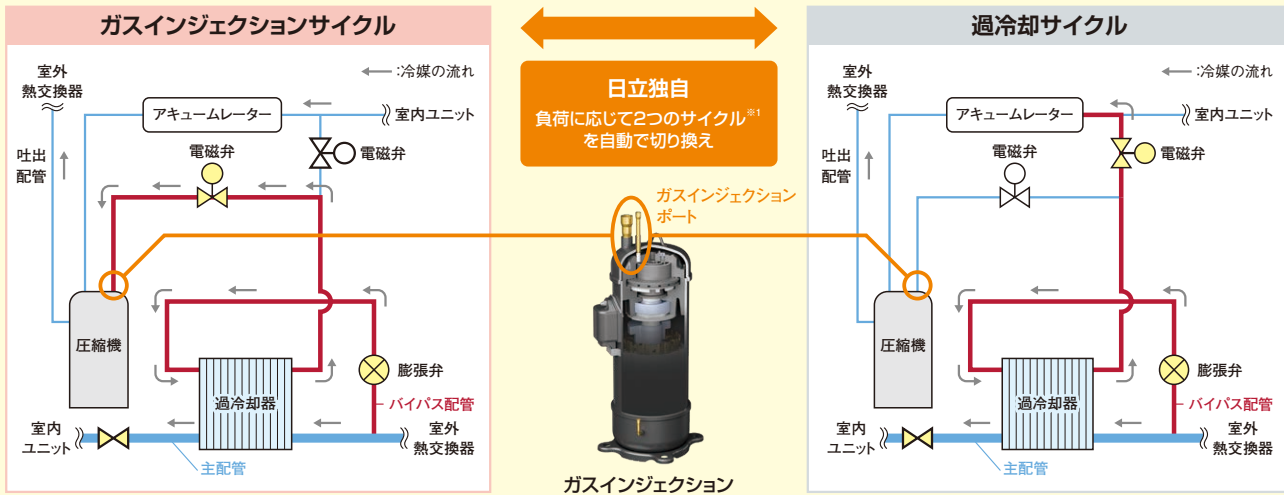 ガスインジェクションサイクル
室外
熱交換器
←:冷媒の流れ
アキュームレーター
室内ユニット
吐出
配管
電磁弁
電磁弁
圧縮機
膨張弁
過冷却器
バイパス配管
室内
ユニット
室外
熱交換器
主配管
日立独自
負荷に応じて2つのサイクル※1
を自動で切り換え
ガスインジェクション
ポート
ガスインジェクション
過冷却サイクル
室外
熱交換器
←:冷媒の流れ
アキュームレーター
室内ユニット
吐出
配管
電磁弁
電磁弁
圧縮機
膨張弁
過冷却器
バイパス配管
室内
ユニット
室外
熱交換器
主配管